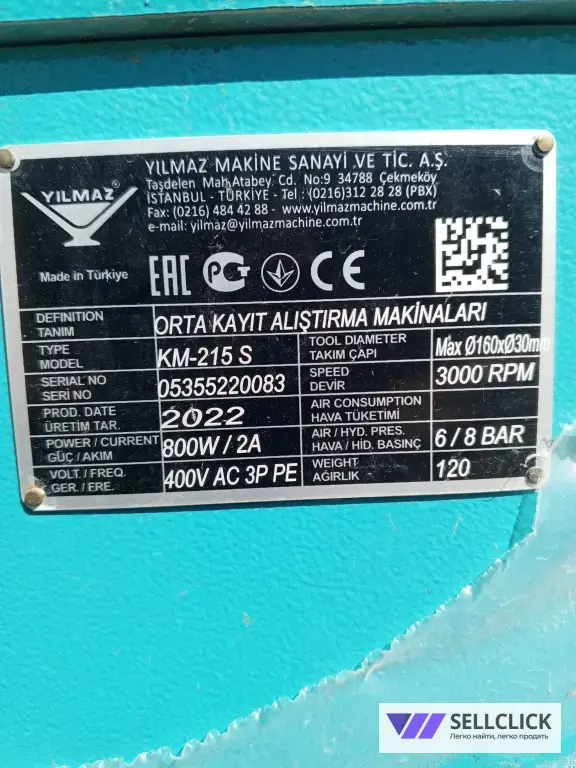 YILMAZ MAKİNE SANAYİ VE TİC. A.Ş.
Taşdelen Mah.Atabey. Cd. No:9 34788 Çekmeköy
İSTANBUL - TÜRKİYE - Tel : (0216)312 28 28 (PBX)
Fax: (0216) 484 42 88 - www.yilmazmachine.com.tr
e-mail: yilmaz@yilmazmachine.com.tr
YILMAZ ®
Made in Türkiye
EAC PG CE
DEFINITION
TANIM
ORTA KAYIT ALIŞTIRMA MAKİNALARI
TYPE
MODEL
KM-215 S
TOOL DIAMETER
TAKIM ÇAPI
Max Ø160xØ30mm
SERIAL NO
SERİ NO
05355220083
SPEED
DEVİR
3000 RPM
PROD. DATE
ÜRETİM TAR.
2022
AIR CONSUMPTION
HAVA TÜKETİMİ
POWER / CURRENT
GÜÇ / AKIM
800W / 2A
AIR / HYD. PRES.
HAVA / HİD. BASINÇ
6 / 8 BAR
VOLT. / FREQ.
GER. / FRE.
400V AC 3P PE
WEIGHT
AĞIRLIK
120
SELLCLICK
Легко найти, легко продать